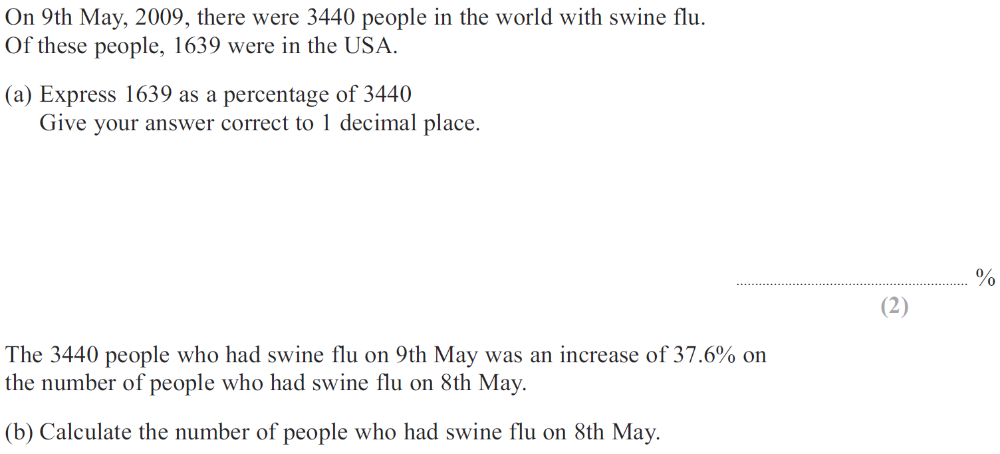 On 9th May, 2009, there were 3440 people in the world with swine flu.
Of these people, 1639 were in the USA.
(a) Express 1639 as a percentage of 3440
Give your answer correct to 1 decimal place.
........................................................... %
(2)
The 3440 people who had swine flu on 9th May was an increase of 37.6% on
the number of people who had swine flu on 8th May.
(b) Calculate the number of people who had swine flu on 8th May.